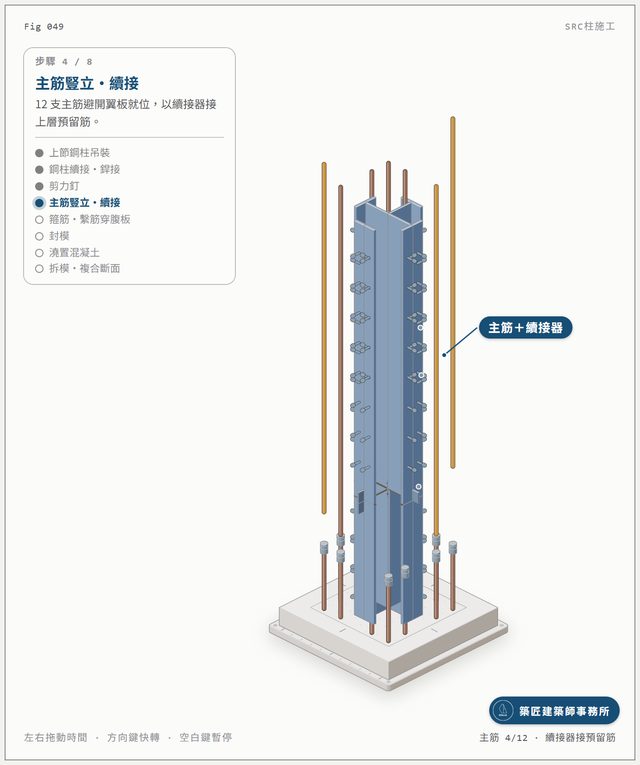 Fig 049
SRC柱施工
步驟 4 / 8
主筋豎立・續接
12 支主筋避開翼板就位，以續接器接
上層預留筋。
上節鋼柱吊裝
鋼柱續接・銲接
剪力釘
主筋豎立・續接
箍筋・繫筋穿腹板
封模
澆置混凝土
拆模・複合斷面
主筋＋續接器
築匠建築師事務所
左右拖動時間 · 方向鍵快轉 · 空白鍵暫停
主筋 4/12 · 續接器接預留筋